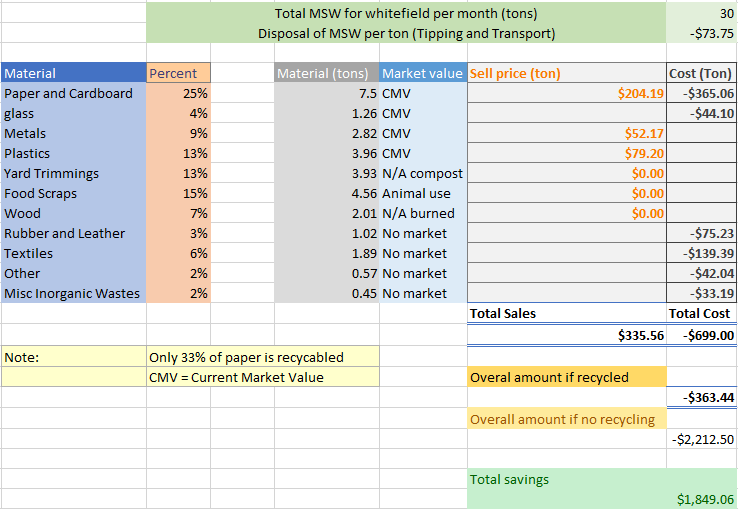 Total MSW for whitefield per month (tons) 30
Disposal of MSW per ton (Tipping and Transport) -$73.75
Material Percent Material (tons) Market value Sell price (ton) Cost (Ton)
Paper and Cardboard 25% 7.5 CMV $204.19 -$365.06
glass 4% 1.26 CMV -$44.10
Metals 9% 2.82 CMV $52.17
Plastics 13% 3.96 CMV $79.20
Yard Trimmings 13% 3.93 N/A compost $0.00
Food Scraps 15% 4.56 Animal use $0.00
Wood 7% 2.01 N/A burned $0.00
Rubber and Leather 3% 1.02 No market -$75.23
Textiles 6% 1.89 No market -$139.39
Other 2% 0.57 No market -$42.04
Misc Inorganic Wastes 2% 0.45 No market -$33.19
Total Sales Total Cost
$335.56 -$699.00
Note: Only 33% of paper is recycabled
CMV = Current Market Value Overal amount if recycled
-$363.44
Overall amount if no recycling
-$2,212.50
Total savings
$1,849.06